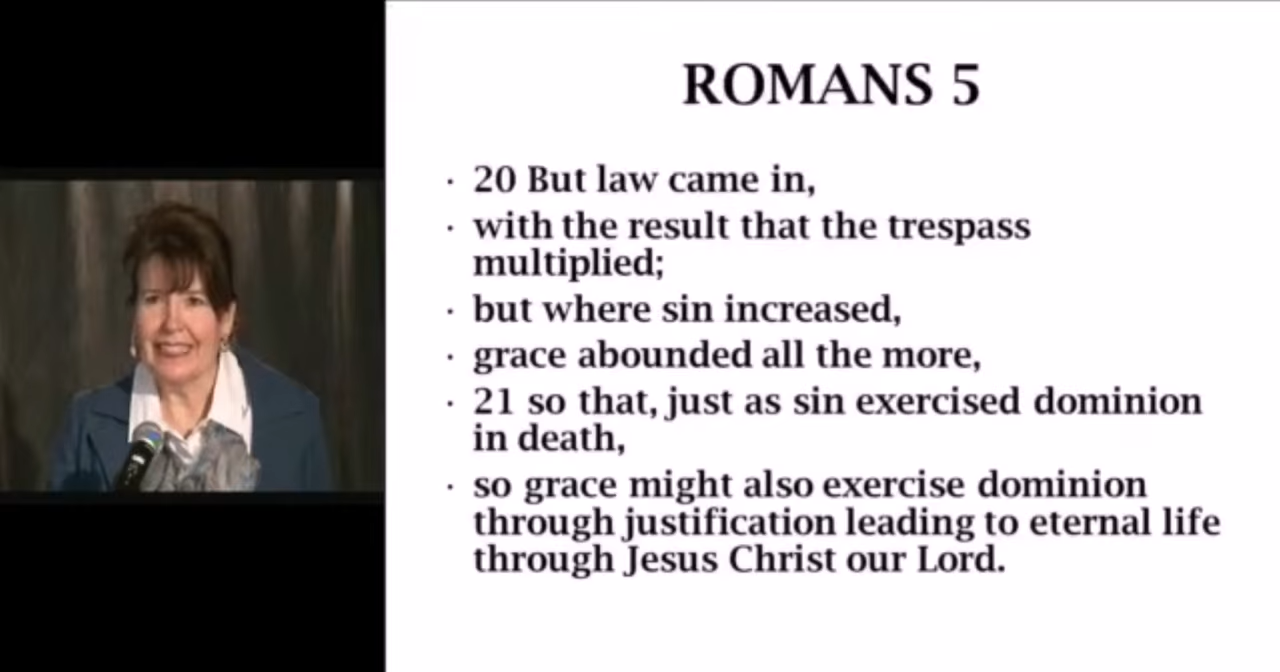 ROMANS 5
· 20 But law came in,
· with the result that the trespass
multiplied;
· but where sin increased,
· grace abounded all the more,
· 21 so that, just as sin exercised dominion
in death,
· so grace might also exercise dominion
through justification leading to eternal life
through Jesus Christ our Lord.